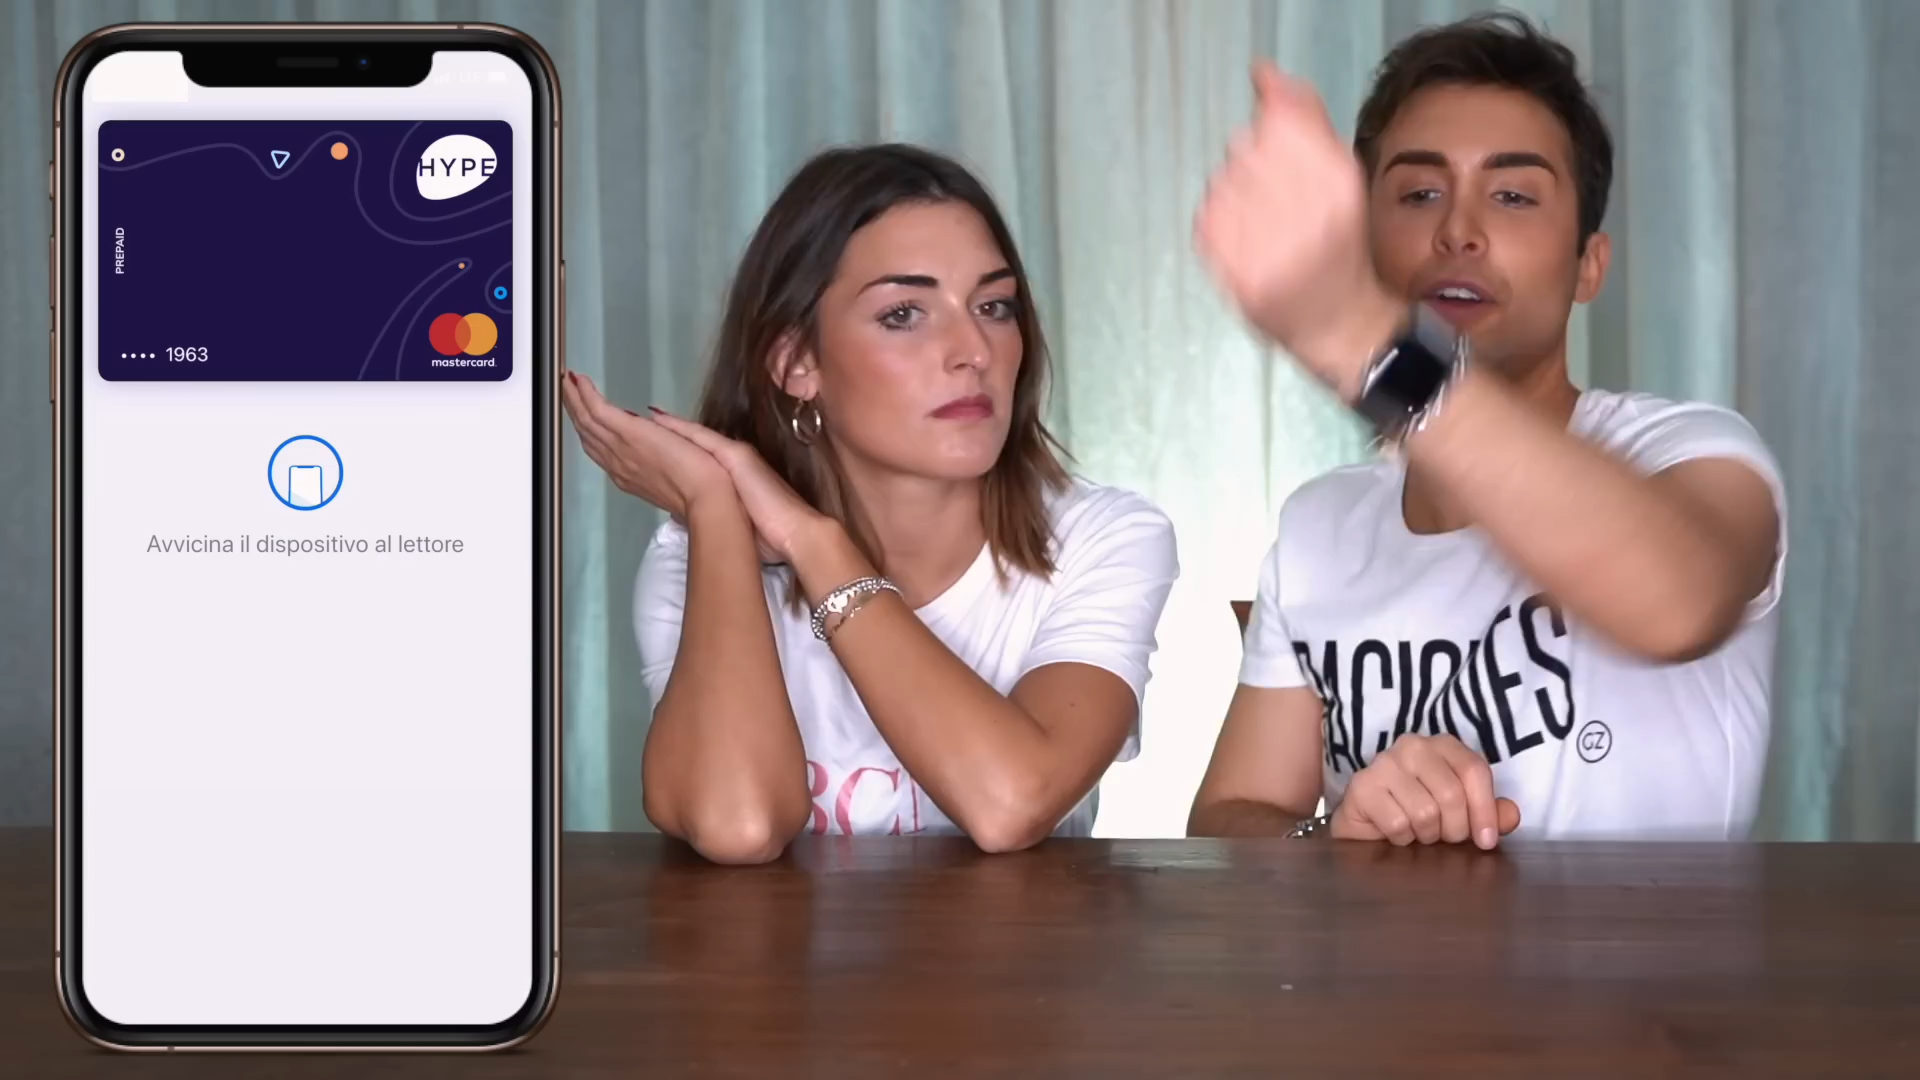 HYPE
PREPAID
•••• 1963
mastercard.
Avvicina il dispositivo al lettore
ACIONES
GZ